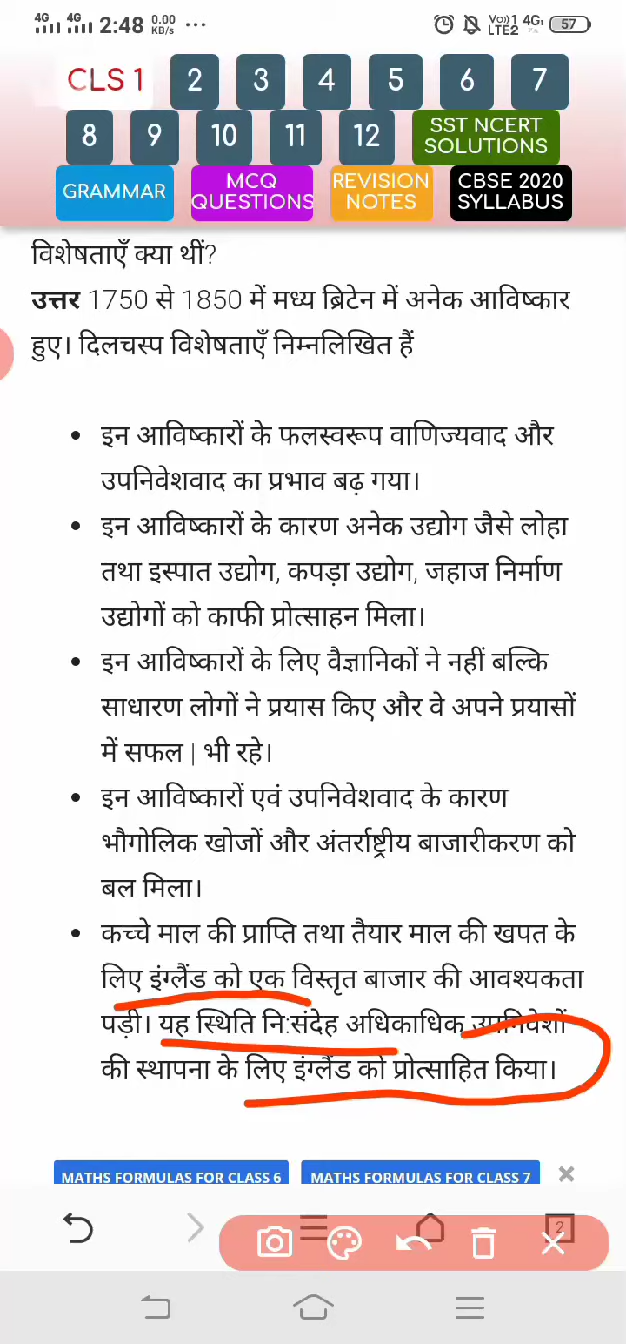 4G 4G 2:48 0.00 KB/s ... Vo))1 LTE2 4G 57
CLS 1 2 3 4 5 6 7
8 9 10 11 12 SST NCERT SOLUTIONS
GRAMMAR MCQ QUESTIONS REVISION NOTES CBSE 2020 SYLLABUS
विशेषताएँ क्या थीं?
उत्तर 1750 से 1850 में मध्य ब्रिटेन में अनेक आविष्कार
हुए। दिलचस्प विशेषताएँ निम्नलिखित हैं
• इन आविष्कारों के फलस्वरूप वाणिज्यवाद और
उपनिवेशवाद का प्रभाव बढ़ गया।
• इन आविष्कारों के कारण अनेक उद्योग जैसे लोहा
तथा इस्पात उद्योग, कपड़ा उद्योग, जहाज निर्माण
उद्योगों को काफी प्रोत्साहन मिला।
• इन आविष्कारों के लिए वैज्ञानिकों ने नहीं बल्कि
साधारण लोगों ने प्रयास किए और वे अपने प्रयासों
में सफल | भी रहे।
• इन आविष्कारों एवं उपनिवेशवाद के कारण
भौगोलिक खोजों और अंतर्राष्ट्रीय बाजारीकरण को
बल मिला।
• कच्चे माल की प्राप्ति तथा तैयार माल की खपत के
लिए इंग्लैंड को एक विस्तृत बाजार की आवश्यकता
पड़ी। यह स्थिति नि:संदेह अधिकाधिक उपनिवेशों
की स्थापना के लिए इंग्लैंड को प्रोत्साहित किया।
MATHS FORMULAS FOR CLASS 6 MATHS FORMULAS FOR CLASS 7
2